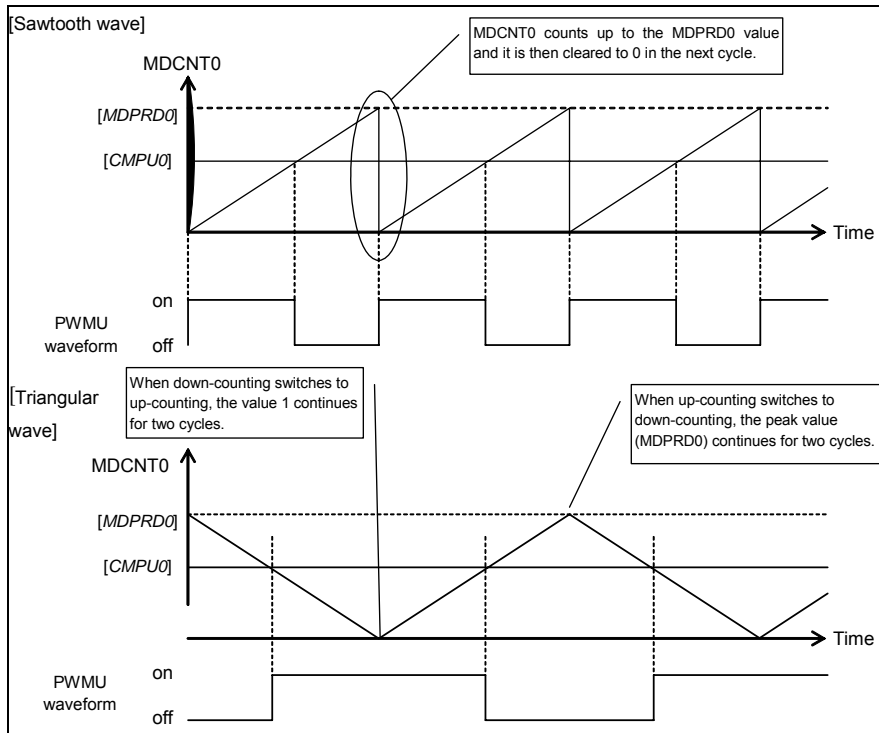 [Sawtooth wave]
MDCNT0 counts up to the MDPRD0 value
and it is then cleared to 0 in the next cycle.
MDCNT0
[MDPRD0]
[CMPU0]
Time
on
PWMU
waveform
off
When down-counting switches to
up-counting, the value 1 continues
for two cycles.
When up-counting switches to
down-counting, the peak value
(MDPRD0) continues for two cycles.
[Triangular
wave]
MDCNT0
[MDPRD0]
[CMPU0]
Time
on
PWMU
waveform
off